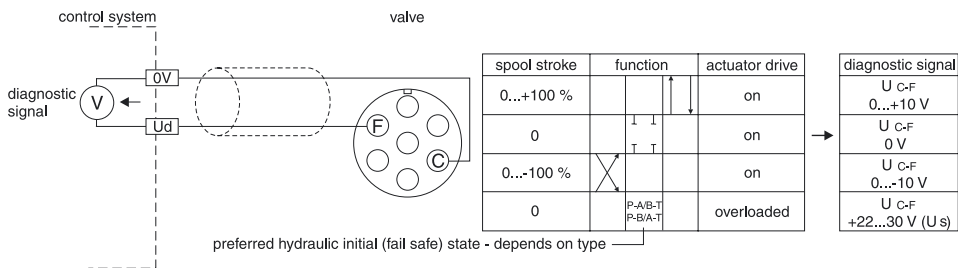 control system
valve
0V
diagnostic
signal
V
Ud
F
C
spool stroke function actuator drive diagnostic signal
0...+100 % on U C-F
0...+10 V
0 on U C-F
0 V
0...-100 % on U C-F
0...-10 V
0 P-A/B-T
P-B/A-T overloaded U C-F
+22...30 V (U s)
preferred hydraulic initial (fail safe) state - depends on type